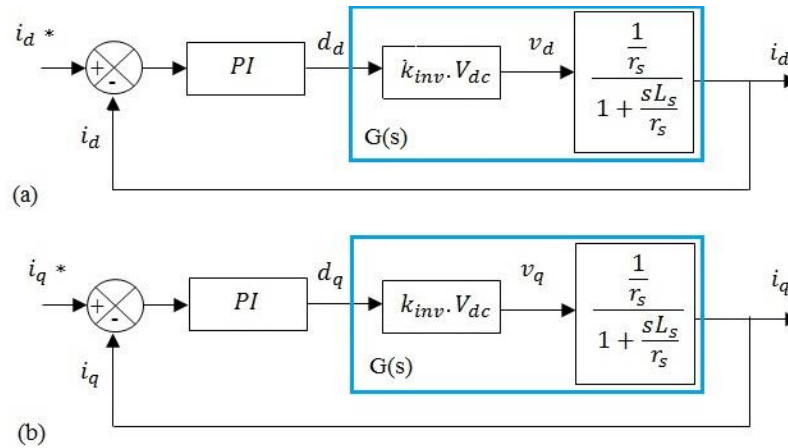 i_d *
+
-
PI
d_d
k_inv.V_dc
v_d
1/r_s
1 + sL_s/r_s
i_d
G(s)
i_d
(a)
i_q *
+
-
PI
d_q
k_inv.V_dc
v_q
1/r_s
1 + sL_s/r_s
i_q
G(s)
i_q
(b)